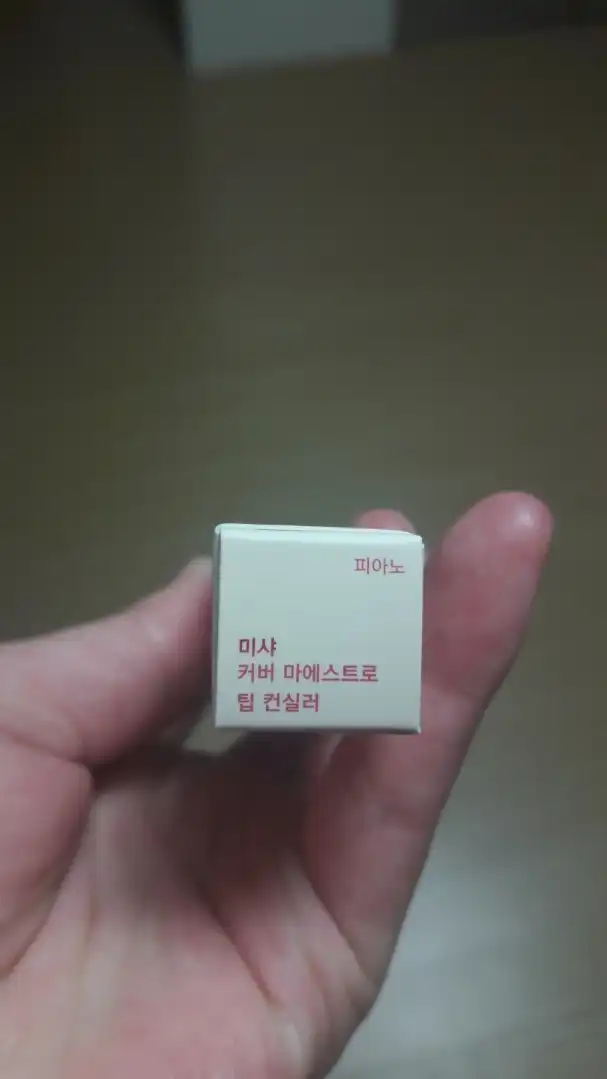 피아노
미샤
커버 마에스트로
팁 컨실러